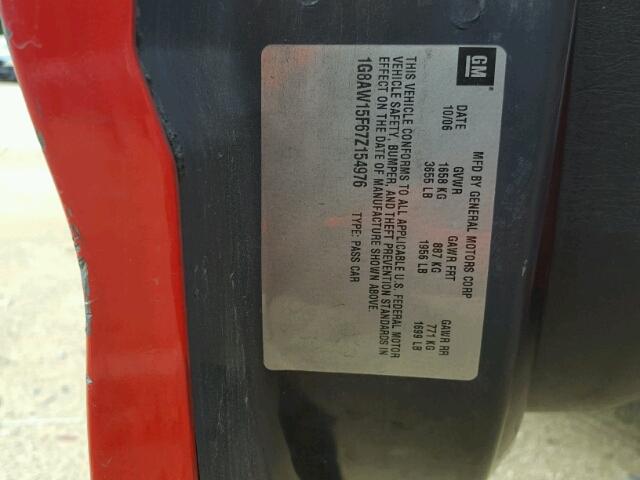 GM
MFD BY GENERAL MOTORS CORP
DATE GVWR GAWR FRT GAWR RR
10/06 1658 KG 887 KG 771 KG
3655 LB 1956 LB 1699 LB
THIS VEHICLE CONFORMS TO ALL APPLICABLE U.S. FEDERAL MOTOR
VEHICLE SAFETY, BUMPER, AND THEFT PREVENTION STANDARDS IN
EFFECT ON THE DATE OF MANUFACTURE SHOWN ABOVE.
1G8AW15F67Z154976 TYPE: PASS CAR